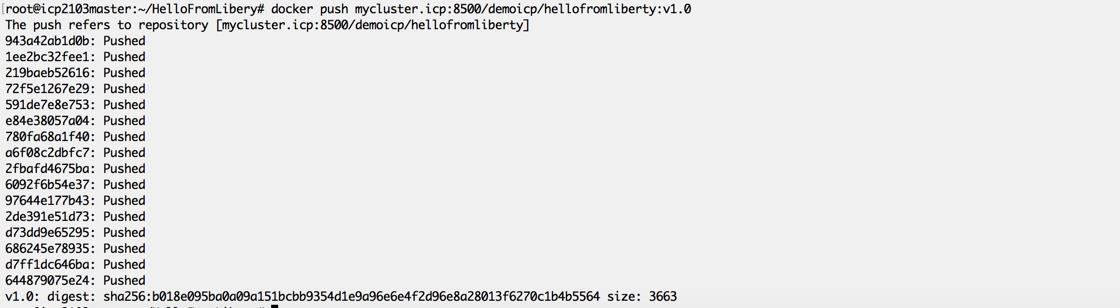 [root@icp2103master:~/HelloFromLibery# docker push mycluster.icp:8500/demoicp/hellofromliberty:v1.0
The push refers to repository [mycluster.icp:8500/demoicp/hellofromliberty]
943a42ab1d0b: Pushed
1ee2bc32fee1: Pushed
219baeb52616: Pushed
72f5e1267e29: Pushed
591de7e8e753: Pushed
e84e38057a04: Pushed
780fa68a1f40: Pushed
a6f08c2dbfc7: Pushed
2fbafd4675ba: Pushed
6092f6b54e37: Pushed
97644e177b43: Pushed
2de391e51d73: Pushed
d73dd9e65295: Pushed
686245e78935: Pushed
d7ff1dc646ba: Pushed
644879075e24: Pushed
v1.0: digest: sha256:b018e095ba0a09a151bcbb9354d1e9a96e6e4f2d96e8a28013f6270c1b4b5564 size: 3663